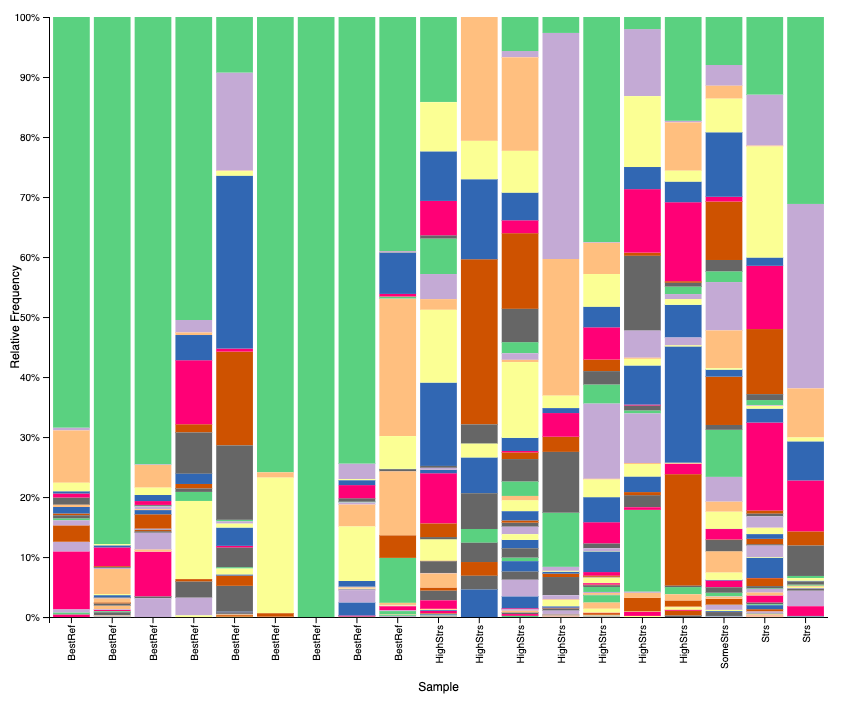 100%
90%
80%
70%
60%
50%
40%
30%
20%
10%
0%
Relative Frequency
BestRef
BestRef
BestRef
BestRef
BestRef
BestRef
BestRef
BestRef
BestRef
HighStrs
HighStrs
HighStrs
HighStrs
HighStrs
HighStrs
HighStrs
SomeStrs
Strs
Strs
Sample